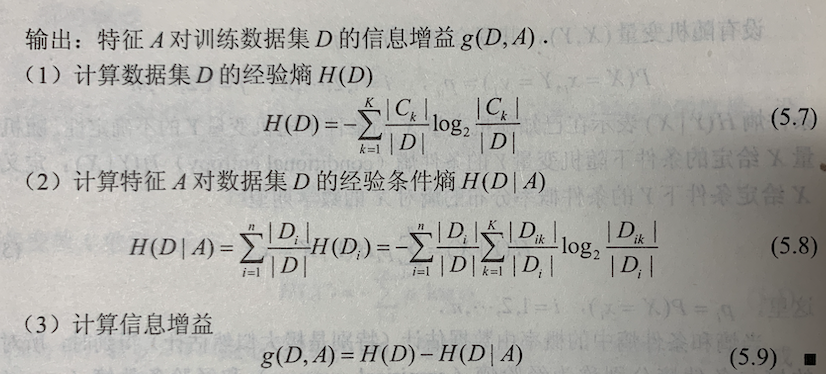 输出：特征 A 对训练数据集 D 的信息增益 g(D, A).
（1）计算数据集 D 的经验熵 H(D)
H(D) = -\sum_{k=1}^{K} \frac{|C_k|}{|D|} \log_2 \frac{|C_k|}{|D|} (5.7)
（2）计算特征 A 对数据集 D 的经验条件熵 H(D|A)
H(D|A) = \sum_{i=1}^{n} \frac{|D_i|}{|D|} H(D_i) = -\sum_{i=1}^{n} \frac{|D_i|}{|D|} \sum_{k=1}^{K} \frac{|D_{ik}|}{|D_i|} \log_2 \frac{|D_{ik}|}{|D_i|} (5.8)
（3）计算信息增益
g(D, A) = H(D) - H(D|A) (5.9) ■